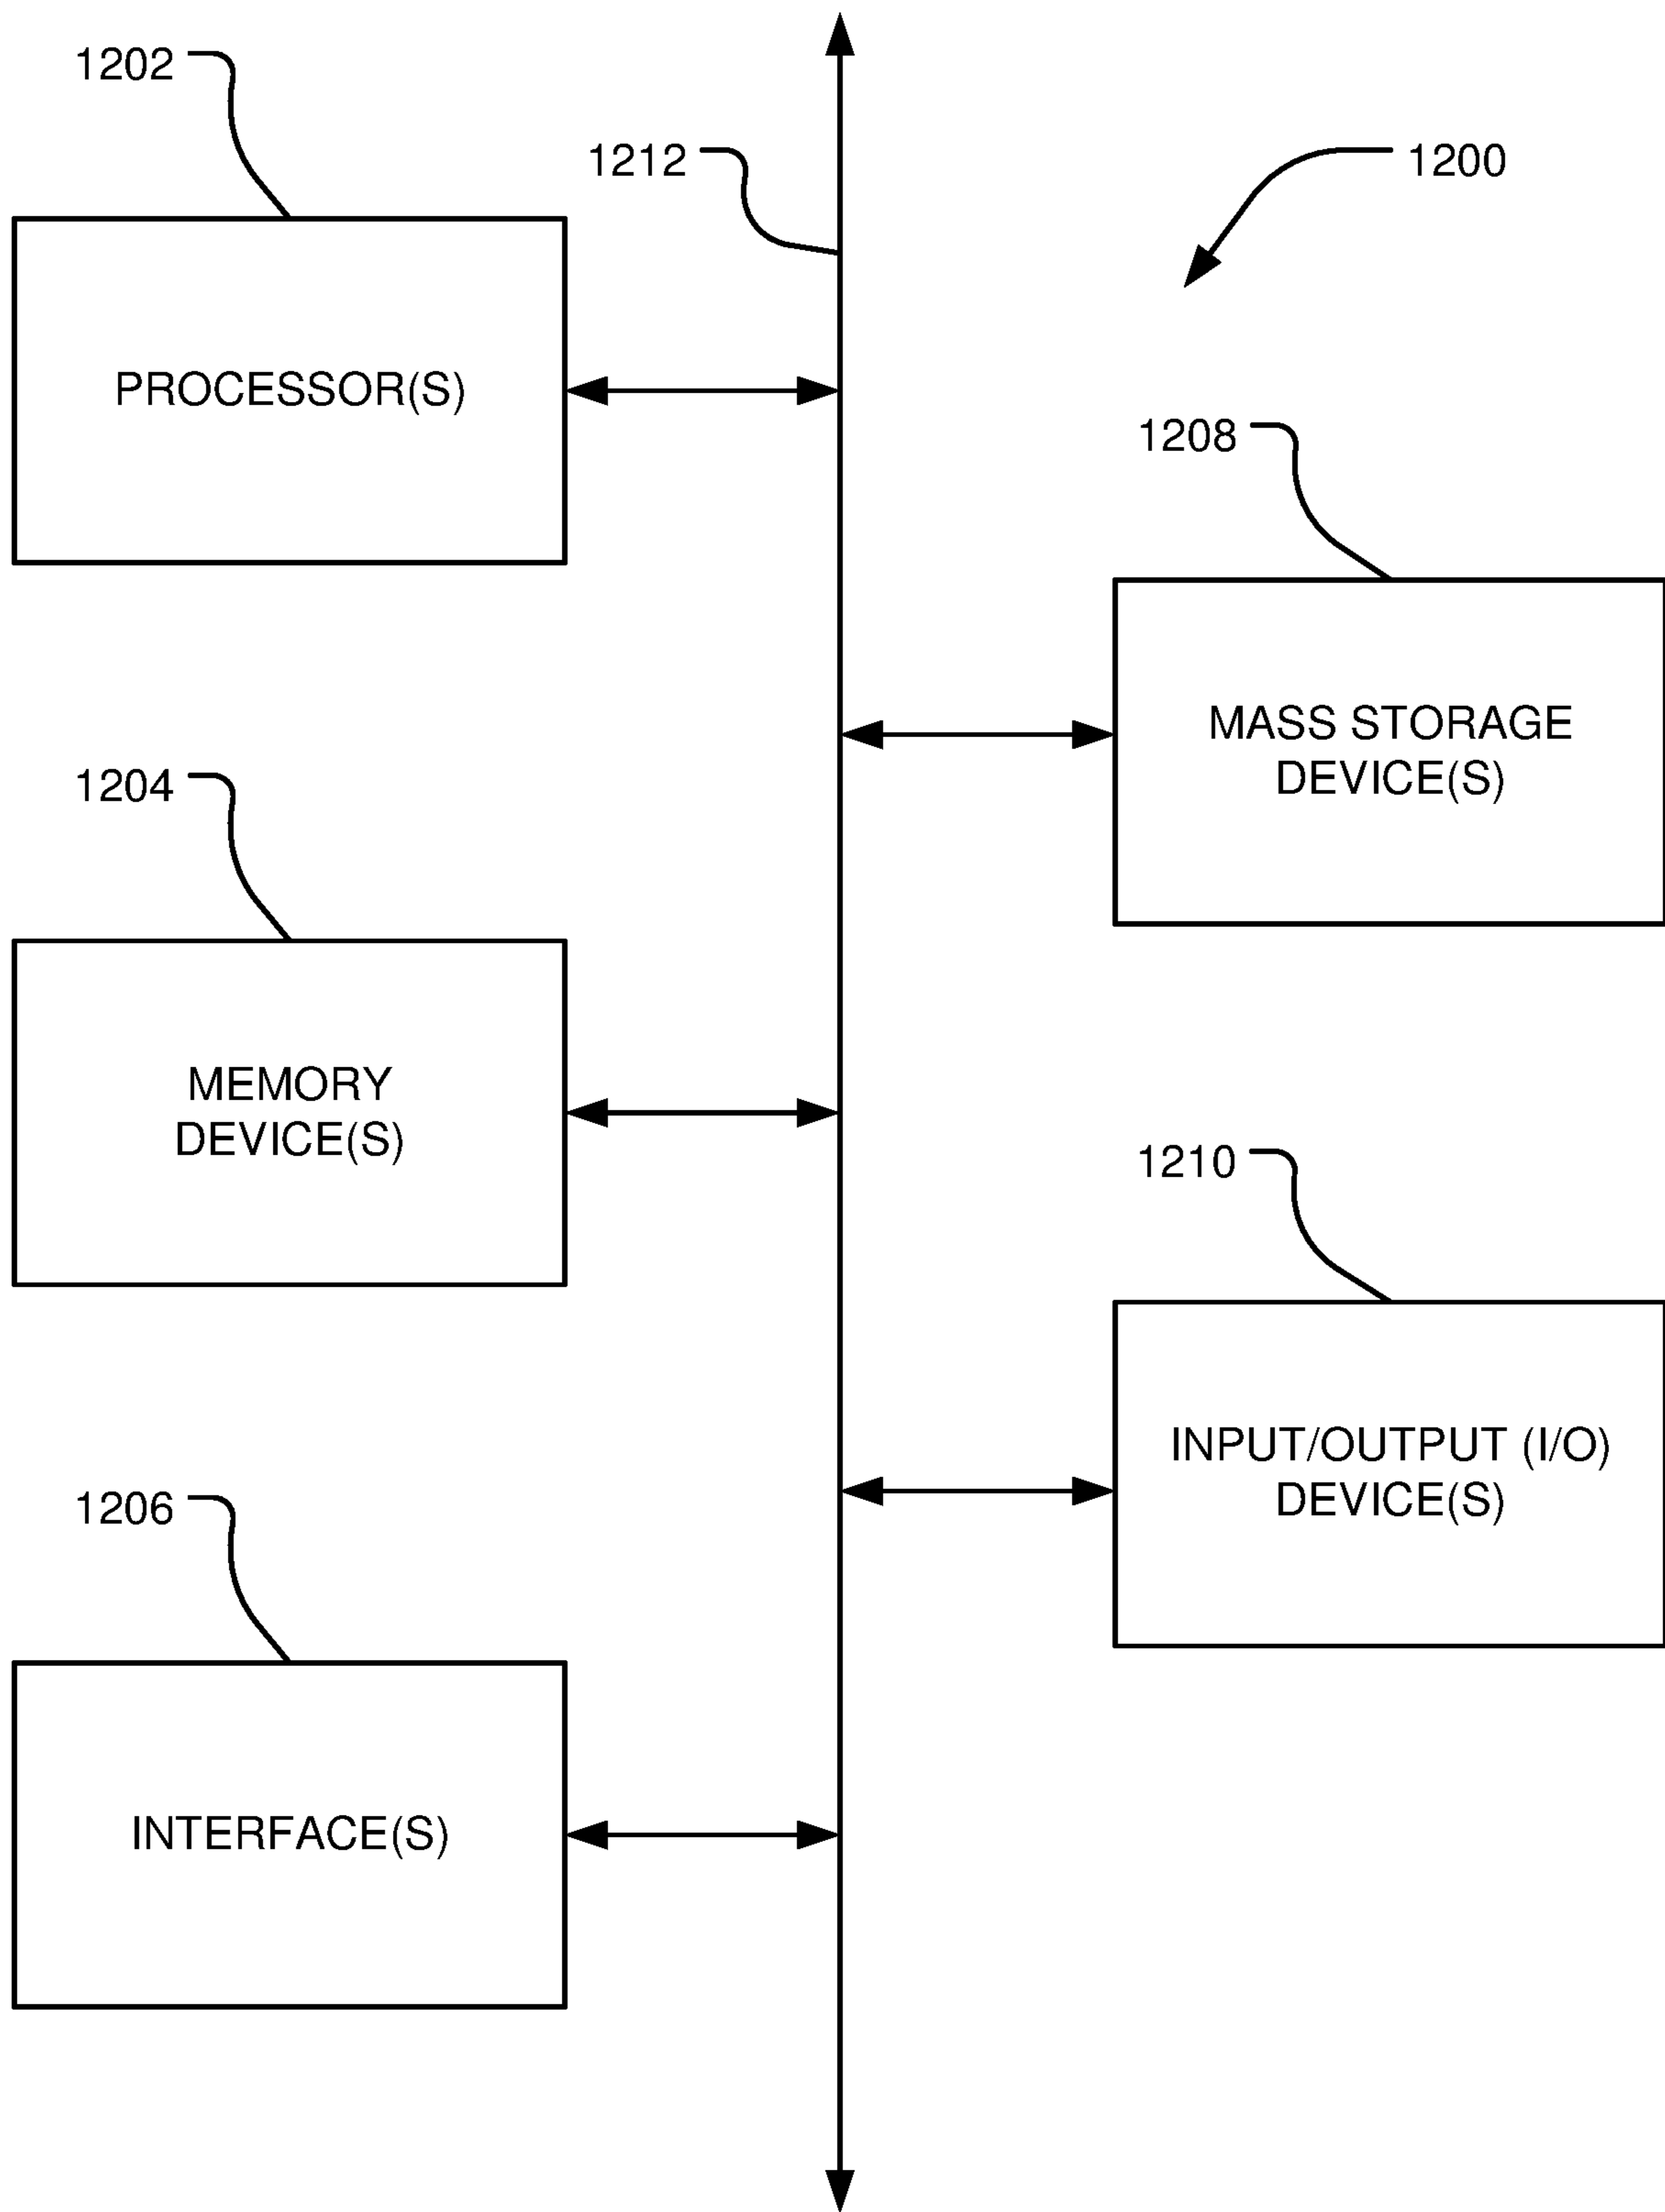 1202
1212
1200
PROCESSOR(S)
1208
MASS STORAGE
DEVICE(S)
1204
MEMORY
DEVICE(S)
1210
INPUT/OUTPUT (I/O)
DEVICE(S)
1206
INTERFACE(S)